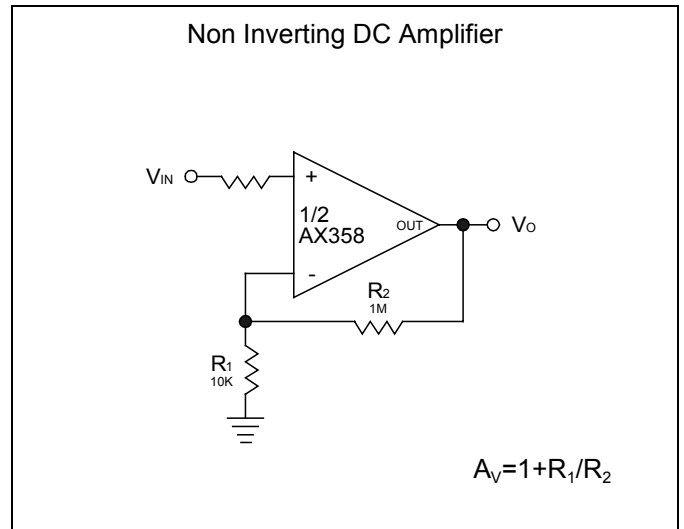 Non Inverting DC Amplifier
VIN
+
1/2
AX358
OUT
VO
-
R2
1M
R1
10K
AV=1+R1/R2